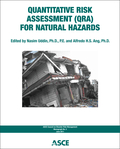 QUANTITATIVE RISK
ASSESSMENT (QRA)
FOR NATURAL HAZARDS
Edited by Nasim Uddin, Ph.D., P.E. and Alfredo H.S. Ang, Ph.D.
ASCE